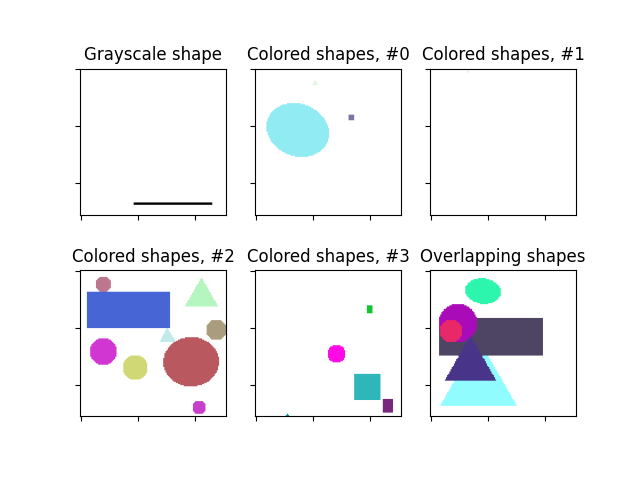 Grayscale shape
Colored shapes, #0
Colored shapes, #1
Colored shapes, #2
Colored shapes, #3
Overlapping shapes